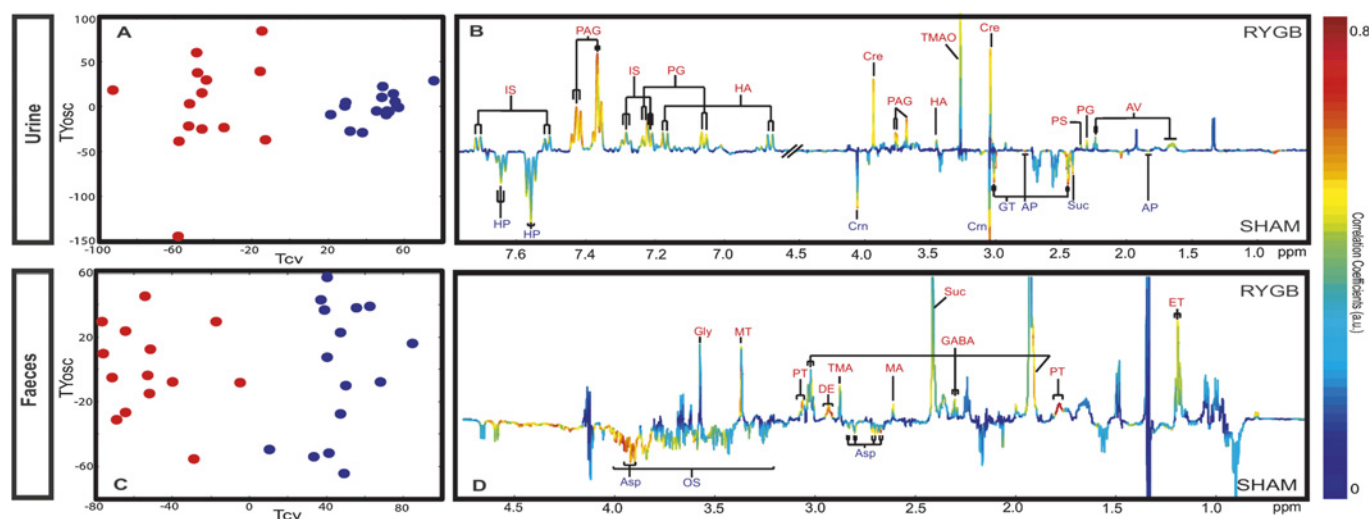 Urine
A
TYosc
100
50
0
-50
-100
-150
-100 -60 -20 20 60
Tcv
B
RYGB
PAG
IS
IS
PG
HA
Cre
PAG
HA
TMAO
Cre
PS
PG
AV
HP
HP
Crn
Crn
GT
AP
Suc
AP
SHAM
7.6 7.4 7.2 7.0 4.5 4.0 3.5 3.0 2.5 2.0 1.5 1.0 ppm
Faeces
C
TYosc
60
20
-20
-60
-80 -40 0 40 80
Tcv
RYGB
Gly
MT
PT
DE
TMA
MA
Suc
GABA
PT
ET
Asp
OS
Asp
D
SHAM
4.5 4.0 3.5 3.0 2.5 2.0 1.5 1.0 ppm
0.8
Correlation Coefficients (a.u.)
0